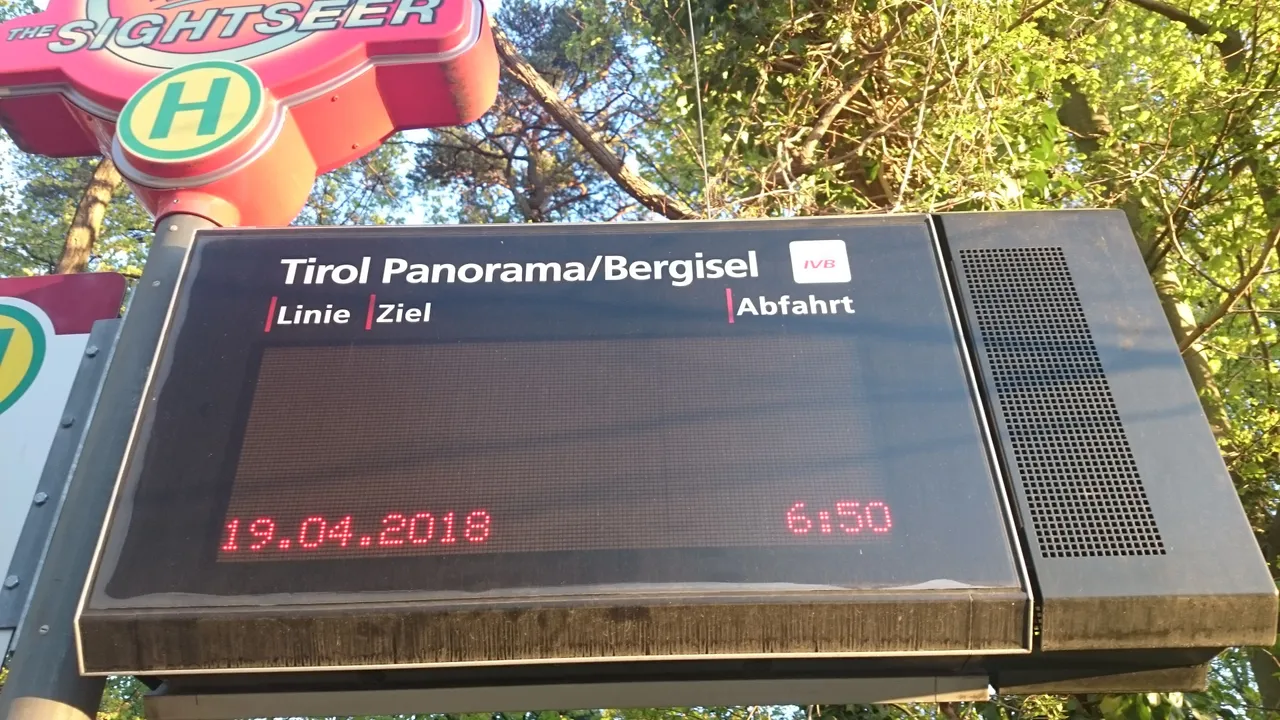 THE SIGHTSEER
H
Tirol Panorama/Bergisel IVB
Linie Ziel Abfahrt
19.04.2018 6:50